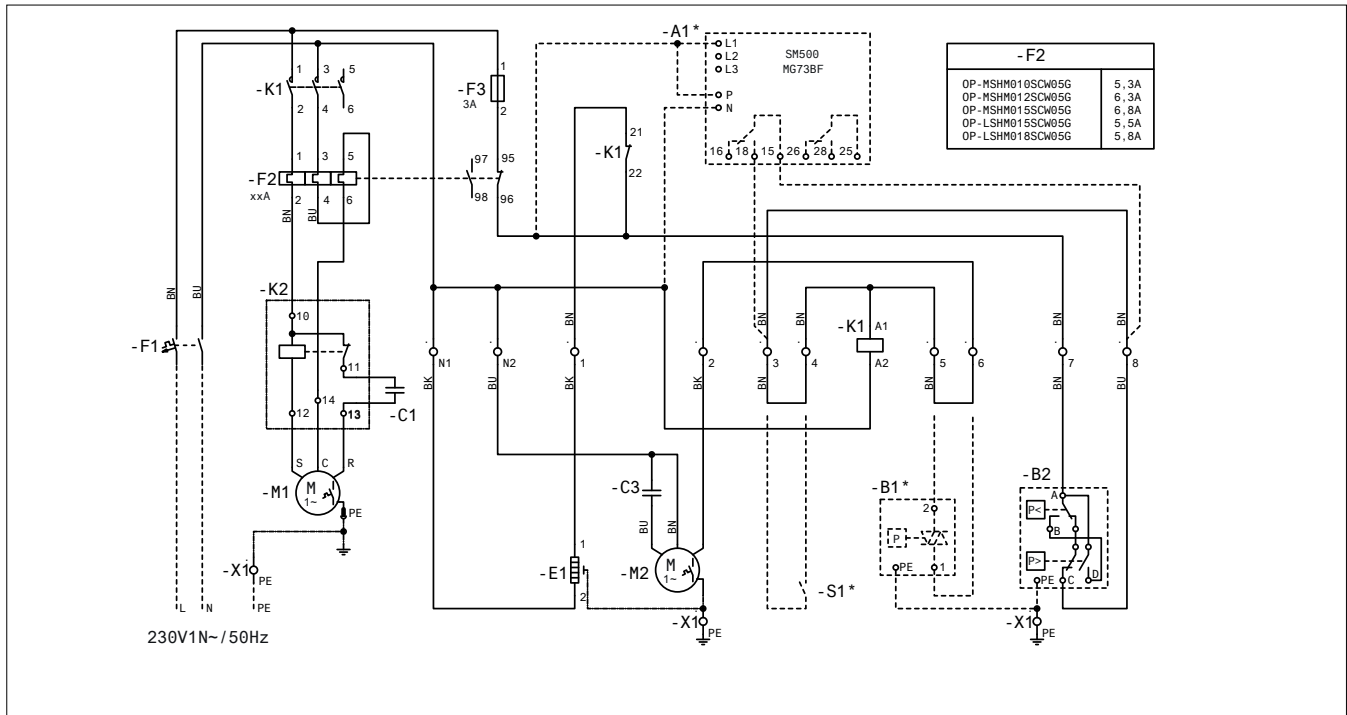 -A1*
L1
L2
L3
P
N
SM500
MG73BF
16 18 15 26 28 25
-F2
OP-MSHM010SCW05G 5,3A
OP-MSHM012SCW05G 6,3A
OP-MSHM015SCW05G 6,8A
OP-LSHM015SCW05G 5,5A
OP-LSHM018SCW05G 5,8A
-K1
1 3 5
2 4 6
-F3
3A
1
2
-K1
21
22
-F2
xxA
1 3 5
2 4 6
97 95
98 96
BN
BU
BN
BU
-K2
10
11
12
14
13
-C1
-F1
N1
BK
N2
BU
BN
1
BK
2
BK
BN
3
BN
BN
4
-K1
A1
A2
5
BN
6
BN
7
BN
BN
8
BU
S C R
-M1
M
1~
PE
-X1
PE
L N PE
230V1N~/50Hz
-C3
BU
BN
-E1
1
2
-M2
M
1~
-X1
PE
-S1*
-B1*
2
P
PE
1
-B2
A
P<
B
P>
PE
C
D
-X1
PE